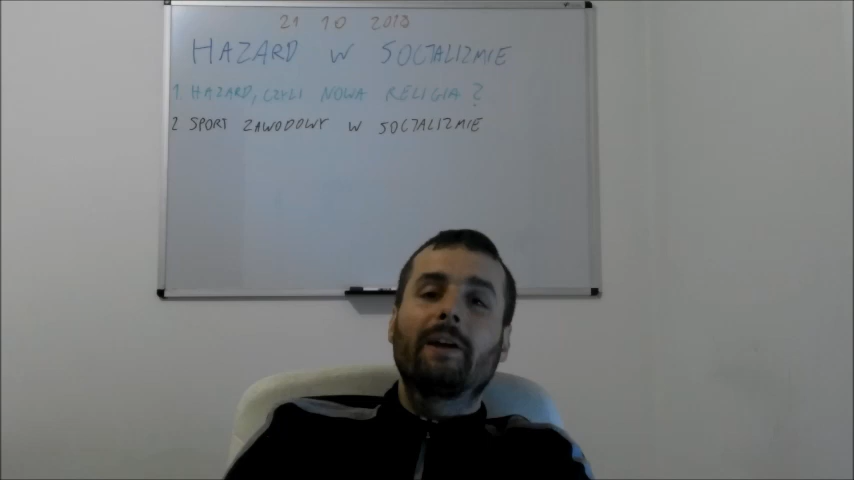 21 10 2013
HAZARD W SOCJALIZMIE
1. HAZARD, CZYLI NOWA RELIGIA?
2 SPORT ZAWODOWY W SOCJALIZMIE